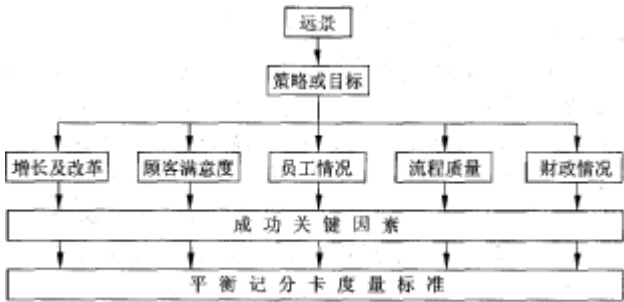 远景
策略或目标
增长及改革 顾客满意度 员工情况 流程质量 财政情况
成功关键因素
平衡记分卡度量标准